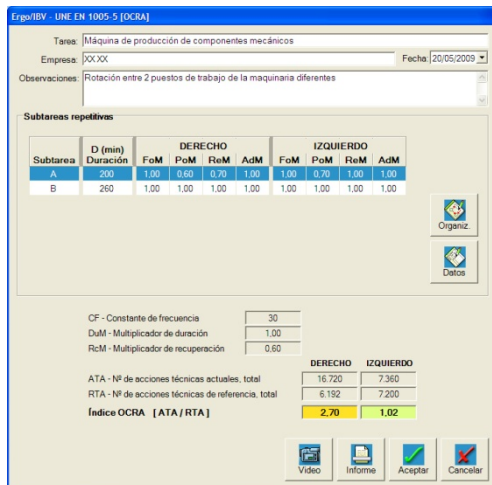 Ergo/IBV - UNE EN 1005-5 [OCRA]
Tarea: Máquina de producción de componentes mecánicos
Empresa: XX.XX Fecha: 20/05/2009
Observaciones: Rotación entre 2 puestos de trabajo de la maquinaria diferentes
Subtareas repetitivas
D (min) DERECHO IZQUIERDO
Subtarea Duración FoM PoM ReM AdM FoM PoM ReM AdM
A 200 1,00 0,60 0,70 1,00 1,00 0,70 1,00 1,00
B 260 1,00 1,00 1,00 1,00 1,00 1,00 1,00 1,00
Organiz.
Datos
CF - Constante de frecuencia 30
DuM - Multiplicador de duración 1,00
RcM - Multiplicador de recuperación 0,60
DERECHO IZQUIERDO
ATA - Nº de acciones técnicas actuales, total 16.720 7.360
RTA - Nº de acciones técnicas de referencia, total 6.192 7.200
Índice OCRA [ ATA / RTA ] 2,70 1,02
Video Informe Aceptar Cancelar